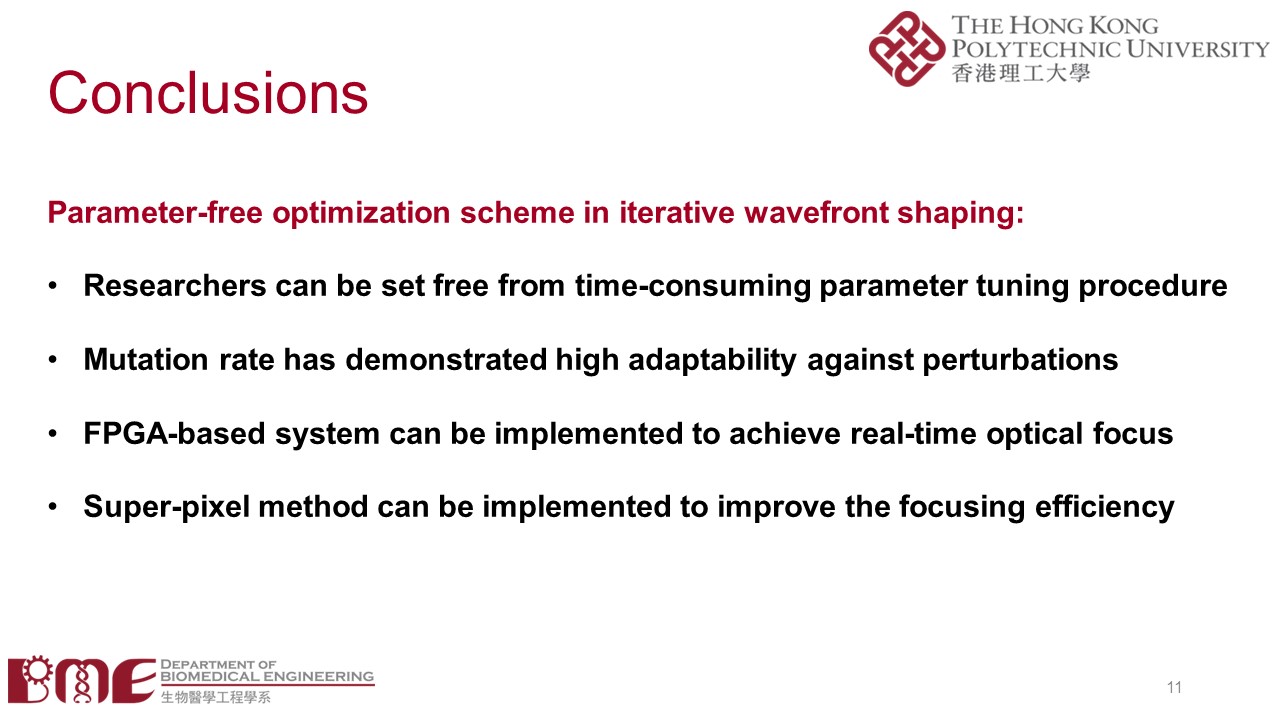 THE HONG KONG
POLYTECHNIC UNIVERSITY
香港理工大學
Conclusions
Parameter-free optimization scheme in iterative wavefront shaping:
• Researchers can be set free from time-consuming parameter tuning procedure
• Mutation rate has demonstrated high adaptability against perturbations
• FPGA-based system can be implemented to achieve real-time optical focus
• Super-pixel method can be implemented to improve the focusing efficiency
BME
DEPARTMENT OF
BIOMEDICAL ENGINEERING
生物醫學工程學系
11